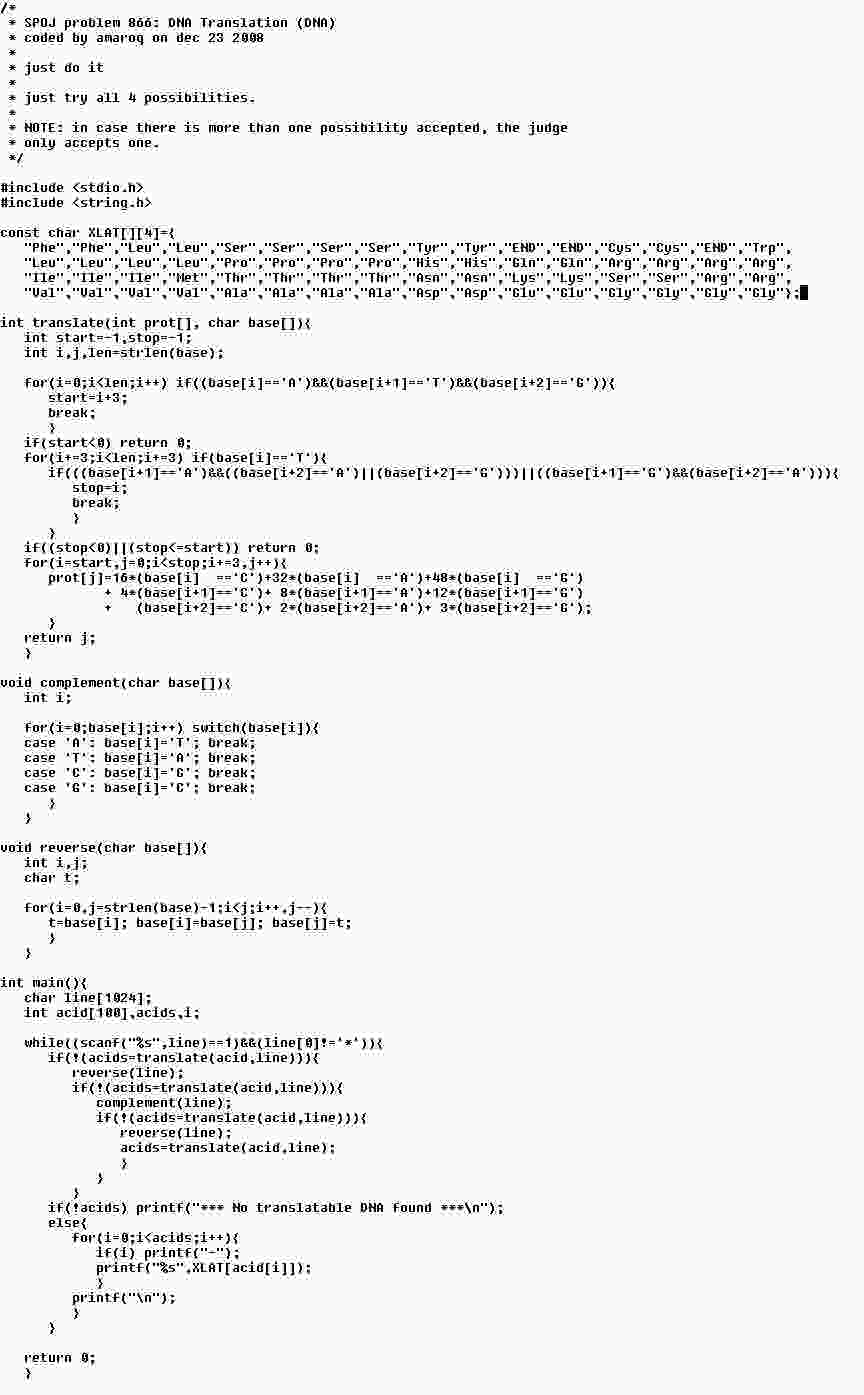 /*
 * SPOJ problem 866: DNA Translation (DNA)
 * coded by amaroq on dec 23 2008
 *
 * just do it
 *
 * just try all 4 possibilities.
 *
 * NOTE: in case there is more than one possibility accepted, the judge
 * only accepts one.
 */

#include <stdio.h>
#include <string.h>

const char XLAT[][4]={
   "Phe","Phe","Leu","Leu","Ser","Ser","Ser","Ser","Tyr","Tyr","END","END","Cys","Cys","END","Trp",
   "Leu","Leu","Leu","Leu","Pro","Pro","Pro","Pro","His","His","Gln","Gln","Arg","Arg","Arg","Arg",
   "Ile","Ile","Ile","Met","Thr","Thr","Thr","Thr","Asn","Asn","Lys","Lys","Ser","Ser","Arg","Arg",
   "Val","Val","Val","Val","Ala","Ala","Ala","Ala","Asp","Asp","Glu","Glu","Gly","Gly","Gly","Gly"};

int translate(int prot[], char base[]){
   int start=-1,stop=-1;
   int i,j,len=strlen(base);

   for(i=0;i<len;i++) if((base[i]=='A')&&(base[i+1]=='T')&&(base[i+2]=='G')){
      start=i+3;
      break;
      }
   if(start<0) return 0;
   for(i+=3;i<len;i+=3) if(base[i]=='T'){
      if(((base[i+1]=='A')&&((base[i+2]=='A')||(base[i+2]=='G')))||((base[i+1]=='G')&&(base[i+2]=='A'))){
         stop=i;
         break;
         }
      }
   if((stop<0)||(stop<=start)) return 0;
   for(i=start,j=0;i<stop;i+=3,j++){
      prot[j]=16*(base[i]  =='C')+32*(base[i]  =='A')+48*(base[i]  =='G')
             + 4*(base[i+1]=='C')+ 8*(base[i+1]=='A')+12*(base[i+1]=='G')
             +   (base[i+2]=='C')+ 2*(base[i+2]=='A')+ 3*(base[i+2]=='G');
      }
   return j;
   }

void complement(char base[]){
   int i;

   for(i=0;base[i];i++) switch(base[i]){
   case 'A': base[i]='T'; break;
   case 'T': base[i]='A'; break;
   case 'C': base[i]='G'; break;
   case 'G': base[i]='C'; break;
      }
   }

void reverse(char base[]){
   int i,j;
   char t;

   for(i=0,j=strlen(base)-1;i<j;i++,j--){
      t=base[i]; base[i]=base[j]; base[j]=t;
      }
   }

int main(){
   char line[1024];
   int acid[100],acids,i;

   while((scanf("%s",line)==1)&&(line[0]!='*')){
      if(!(acids=translate(acid,line))){
         reverse(line);
         if(!(acids=translate(acid,line))){
            complement(line);
            if(!(acids=translate(acid,line))){
               reverse(line);
               acids=translate(acid,line);
               }
            }
         }
      if(!acids) printf("*** No translatable DNA found ***\n");
      else{
         for(i=0;i<acids;i++){
            if(i) printf("-");
            printf("%s",XLAT[acid[i]]);
            }
         printf("\n");
         }
      }

   return 0;
   }